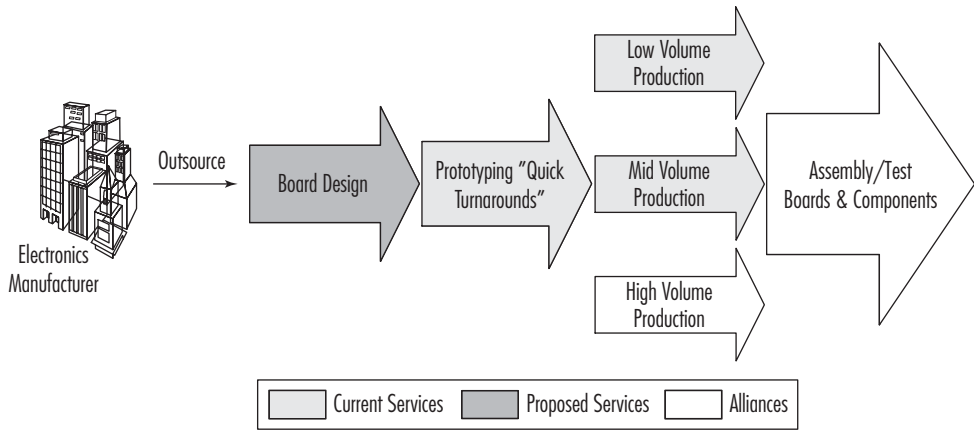 Electronics
Manufacturer
Outsource
Board Design
Prototyping "Quick
Turnarounds"
Low Volume
Production
Mid Volume
Production
High Volume
Production
Assembly/Test
Boards & Components
Current Services
Proposed Services
Alliances